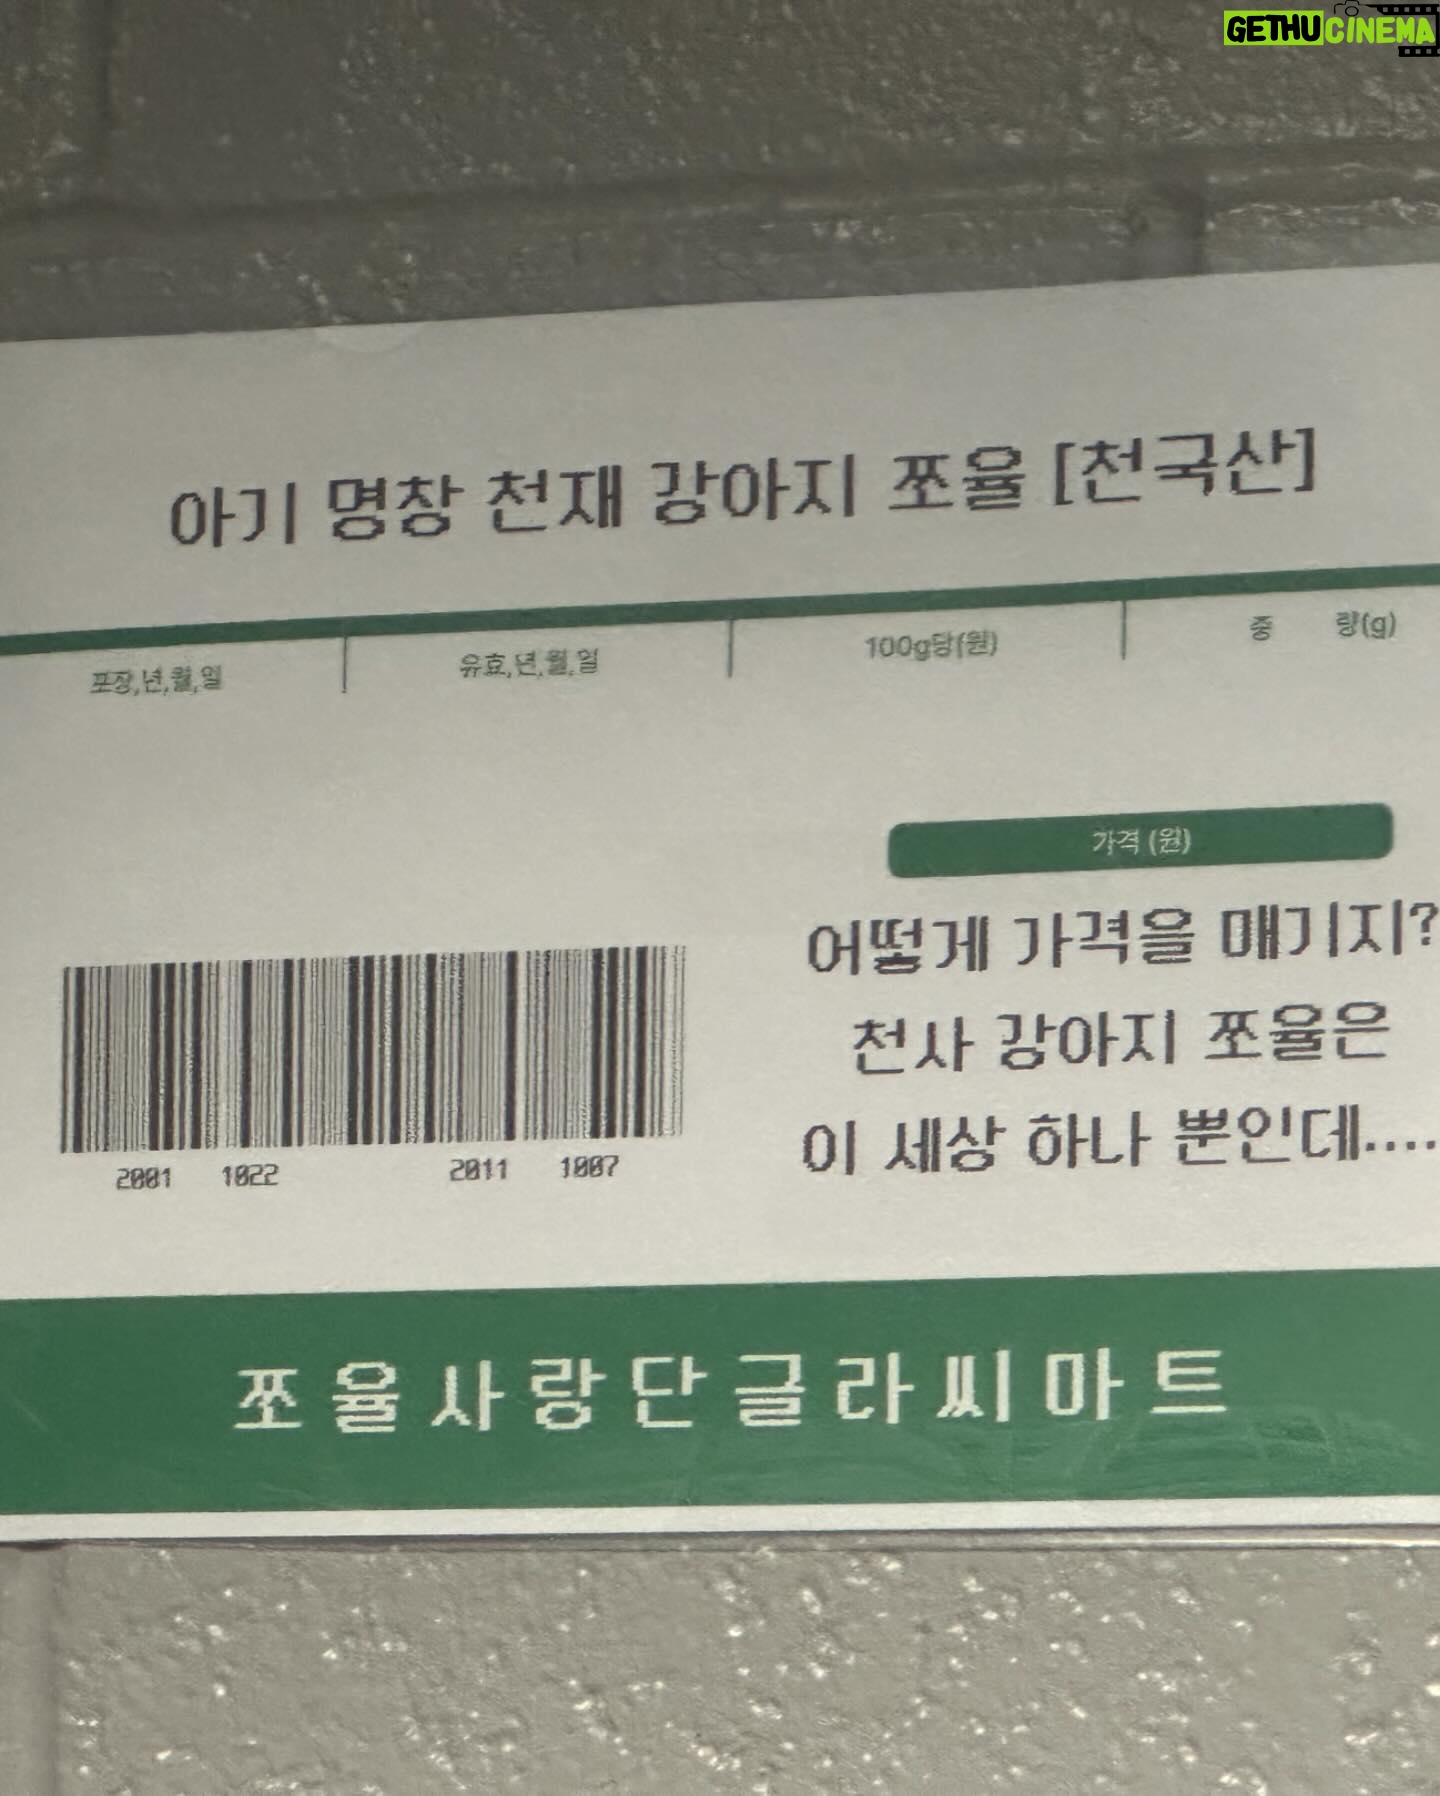 GETHUCINEMA
아기 명창 천재 강아지 쪼율 [천국산]
포장,년,월,일 유효,년,월,일 100g당(원) 중 량(g)
가격 (원)
어떻게 가격을 매기지?
천사 강아지 쪼율은
이 세상 하나 뿐인데....
2001 1022 2011 1007
쪼율사랑단글라씨마트